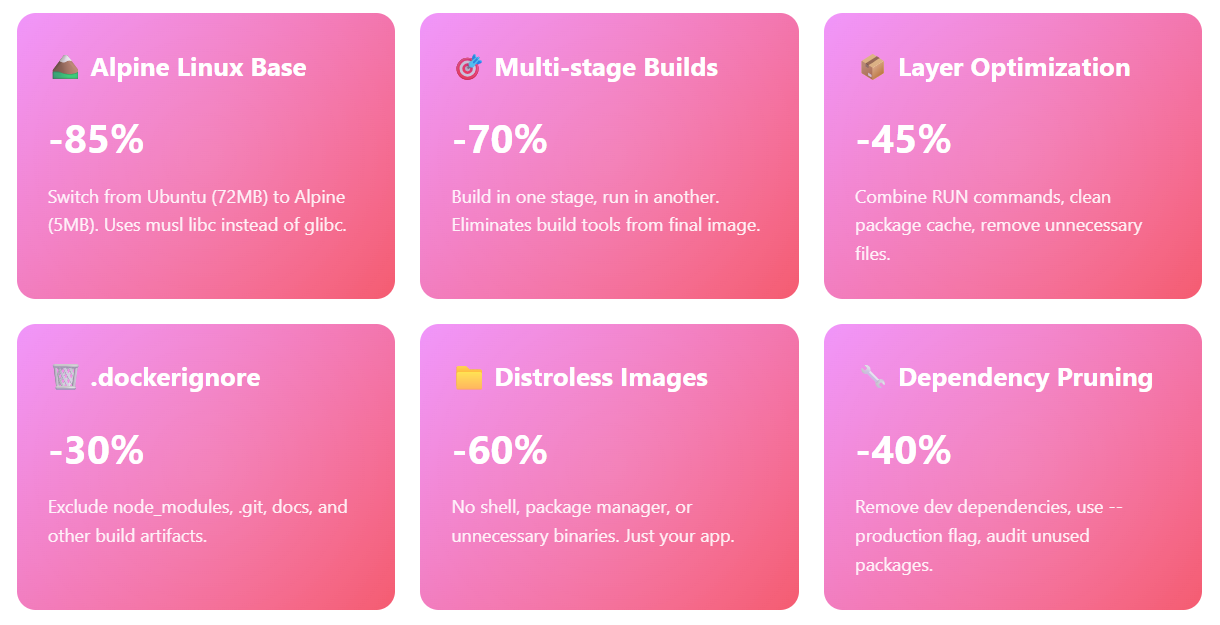 Alpine Linux Base
-85%
Switch from Ubuntu (72MB) to Alpine
(5MB). Uses musl libc instead of glibc.
Multi-stage Builds
-70%
Build in one stage, run in another.
Eliminates build tools from final image.
Layer Optimization
-45%
Combine RUN commands, clean
package cache, remove unnecessary
files.
.dockerignore
-30%
Exclude node_modules, .git, docs, and
other build artifacts.
Distroless Images
-60%
No shell, package manager, or
unnecessary binaries. Just your app.
Dependency Pruning
-40%
Remove dev dependencies, use --
production flag, audit unused
packages.